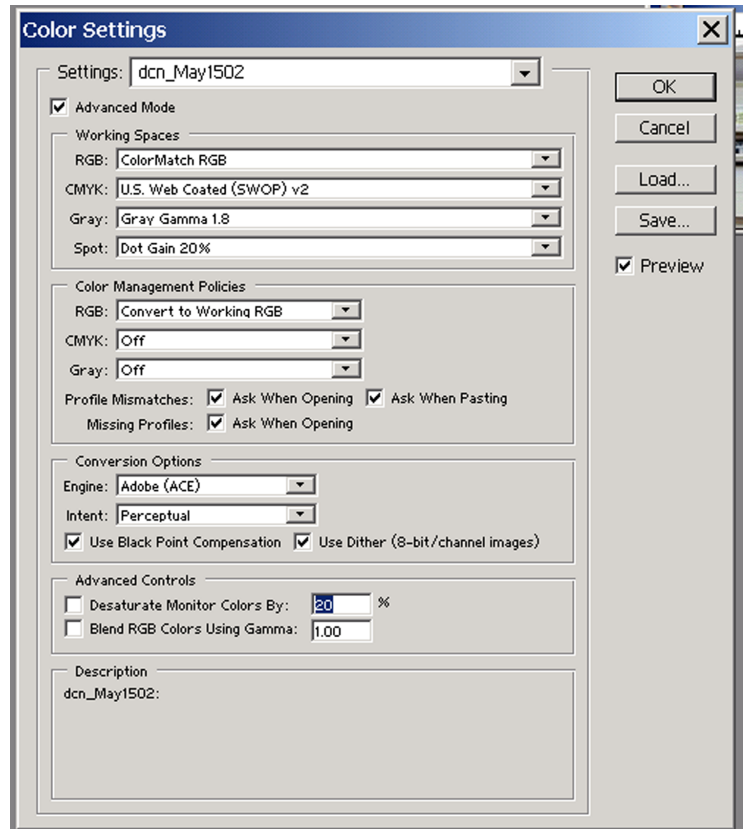 Color Settings
Settings: dcn_May1502
OK
Advanced Mode
Cancel
Working Spaces
RGB: ColorMatch RGB
Load...
CMYK: U.S. Web Coated (SWOP) v2
Gray: Gray Gamma 1.8
Save...
Spot: Dot Gain 20%
Preview
Color Management Policies
RGB: Convert to Working RGB
CMYK: Off
Gray: Off
Profile Mismatches: Ask When Opening Ask When Pasting
Missing Profiles: Ask When Opening
Conversion Options
Engine: Adobe (ACE)
Intent: Perceptual
Use Black Point Compensation Use Dither (8-bit/channel images)
Advanced Controls
Desaturate Monitor Colors By: 20 %
Blend RGB Colors Using Gamma: 1.00
Description
dcn_May1502: